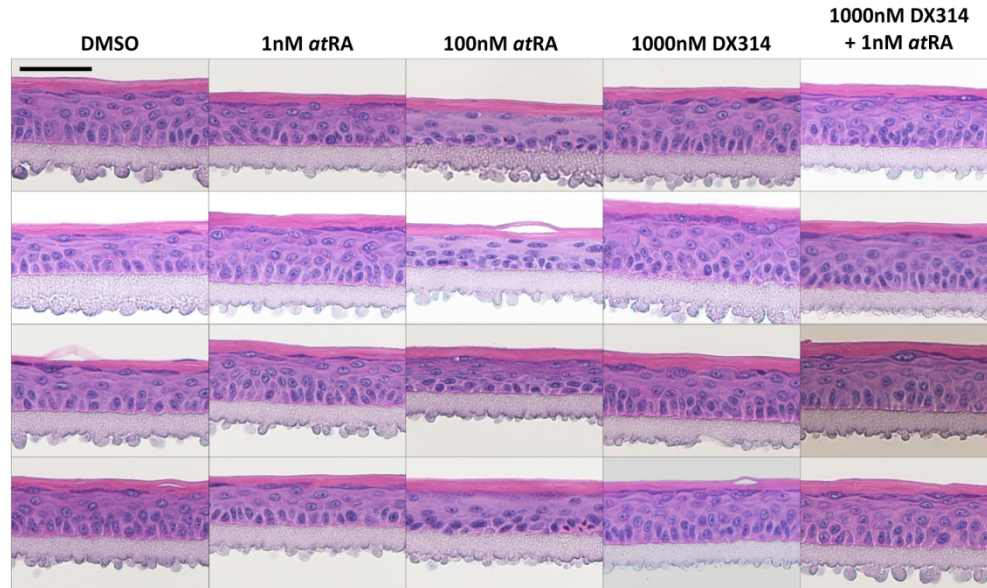 DMSO
1nM atRA
100nM atRA
1000nM DX314
1000nM DX314
+ 1nM atRA